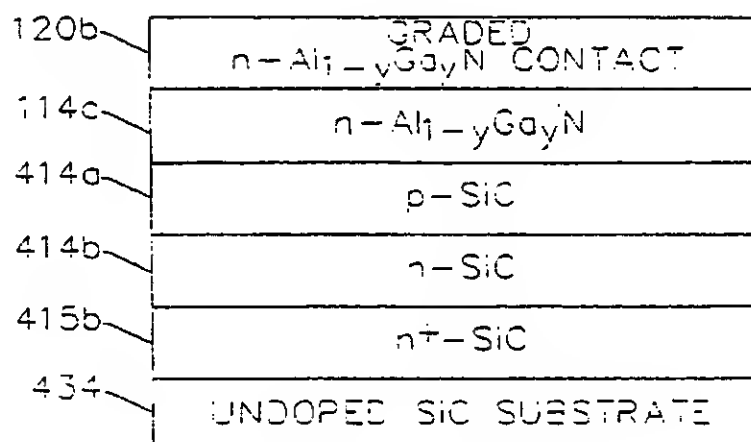 120b
GRADED
n-Al1-yGayN CONTACT
114c
n-Al1-yGayN
414a
p-SiC
414b
n-SiC
415b
n+-SiC
434
UNDOPED SiC SUBSTRATE